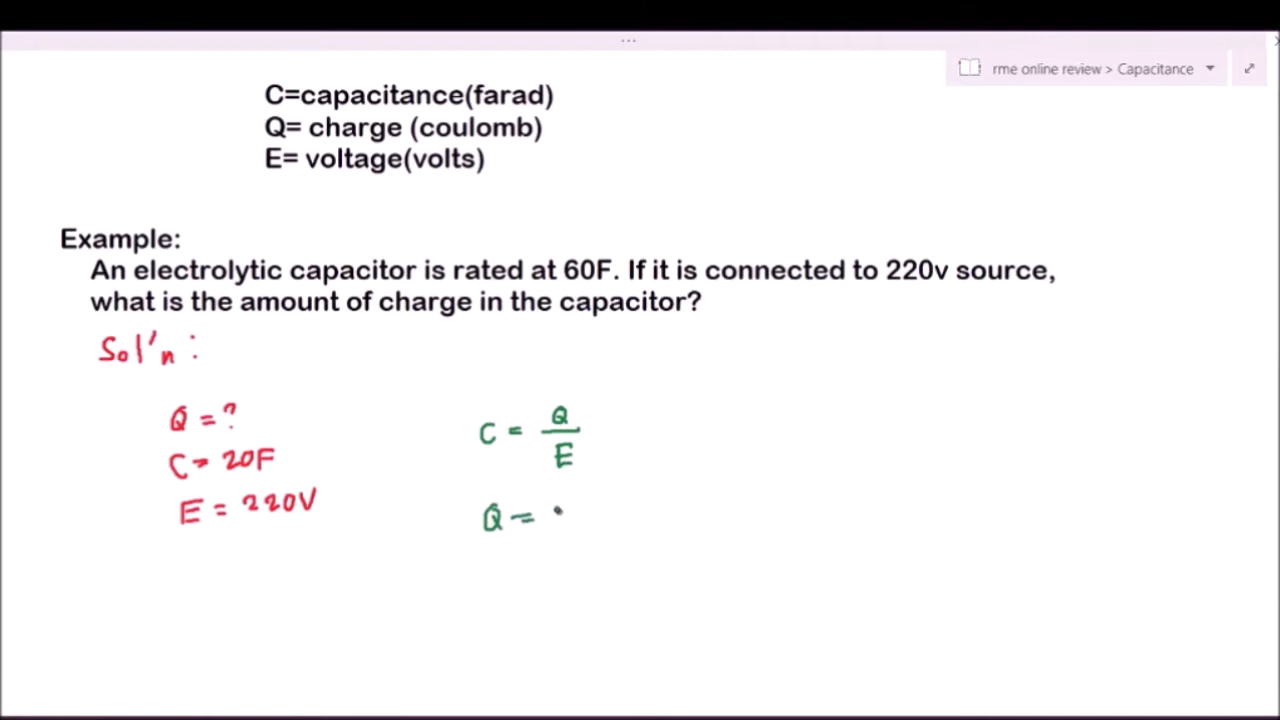 rme online review > Capacitance
C=capacitance(farad)
Q= charge (coulomb)
E= voltage(volts)
Example:
An electrolytic capacitor is rated at 60F. If it is connected to 220v source,
what is the amount of charge in the capacitor?
Sol'n :
Q = ?
C = 20F
E = 220V
C = Q
E
Q =